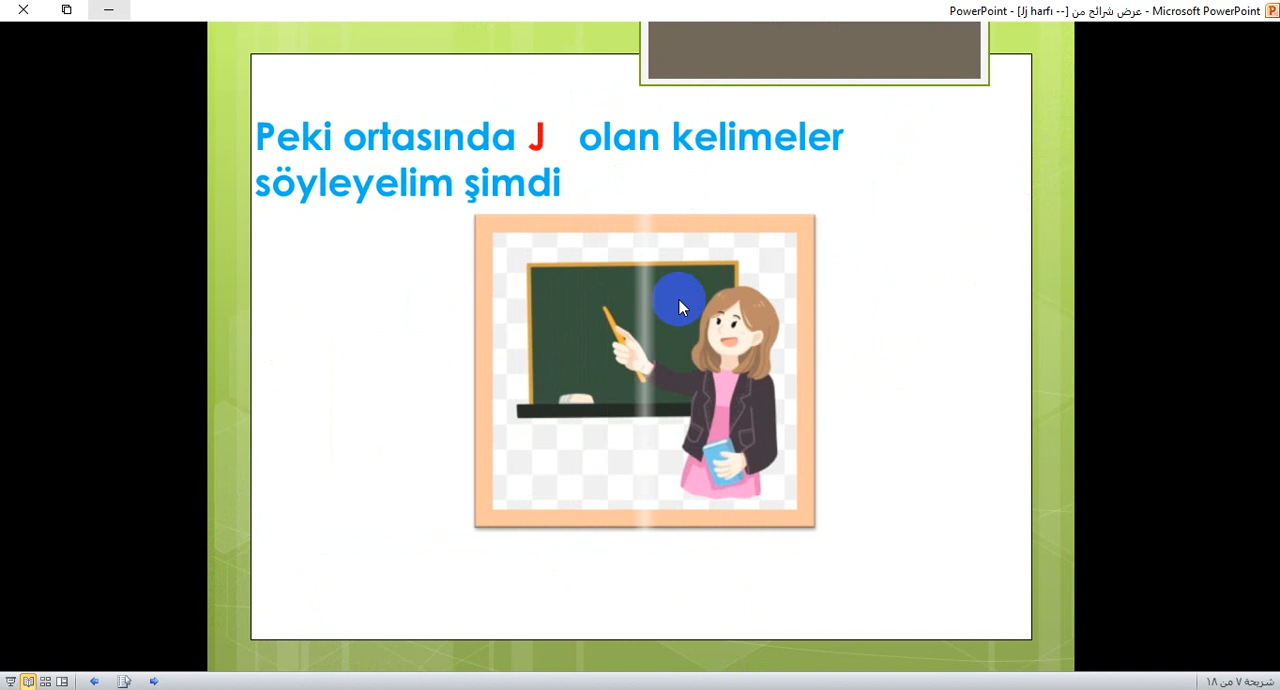 PowerPoint - [Jj harfı --] عرض شرائح من - Microsoft PowerPoint
Peki ortasında J olan kelimeler
söyleyelim şimdi
شريحة ٧ من ١٨